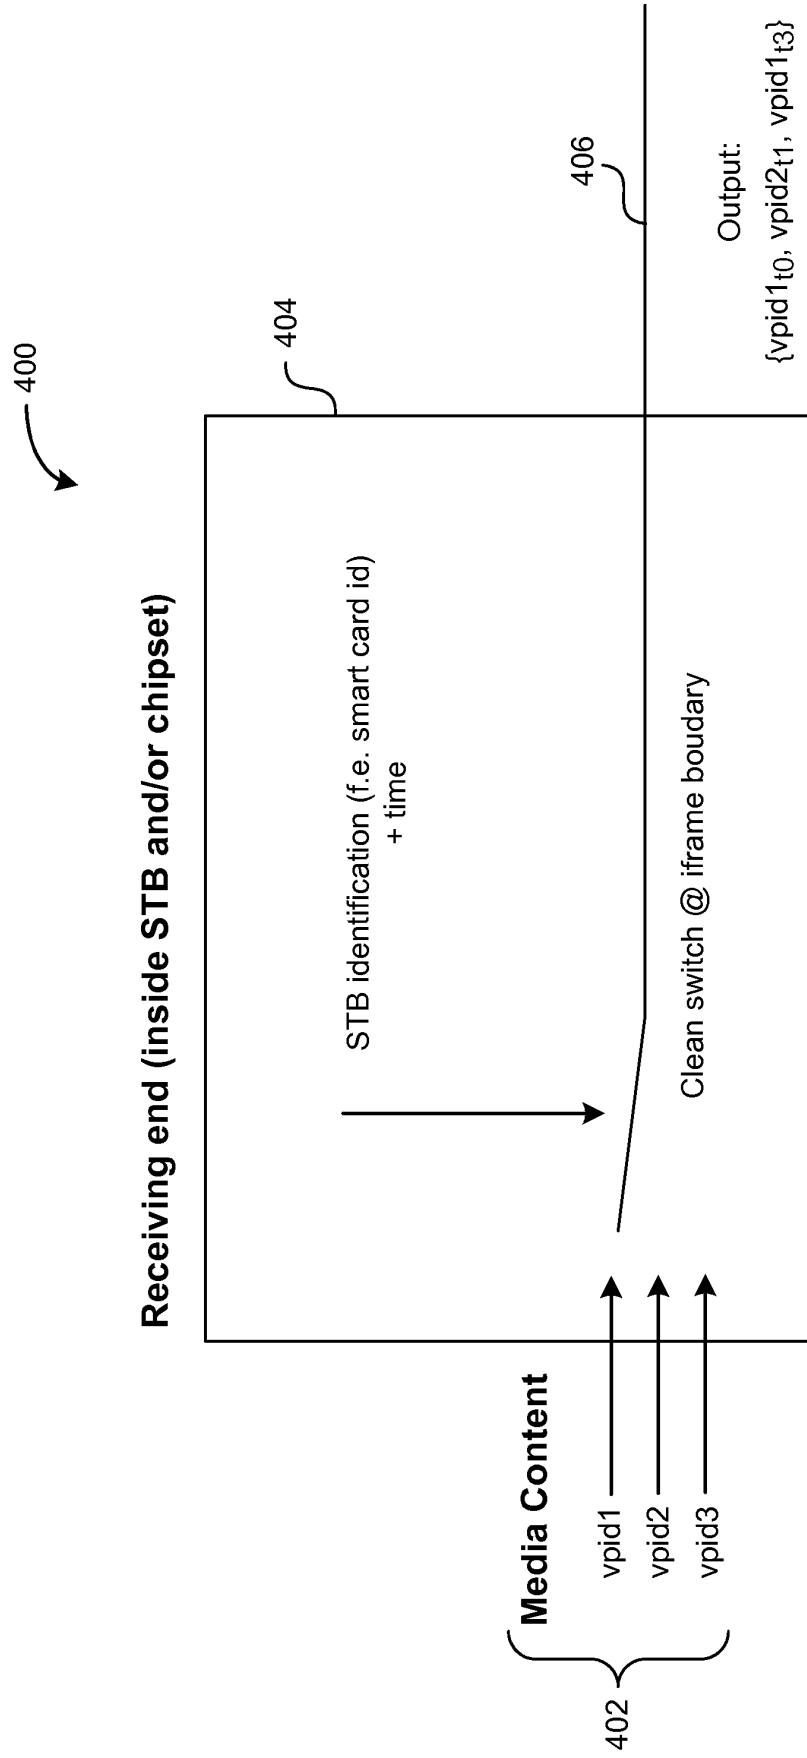 400
Receiving end (inside STB and/or chipset)
404
STB identification (f.e. smart card id)
+ time
406
Media Content
402
vpid1
vpid2
vpid3
Clean switch @ iframe boudary
Output:
{vpid1t0, vpid2t1, vpid1t3}